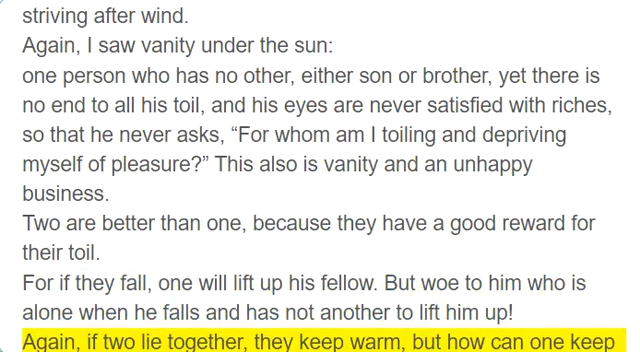 striving after wind.
Again, I saw vanity under the sun:
one person who has no other, either son or brother, yet there is
no end to all his toil, and his eyes are never satisfied with riches,
so that he never asks, “For whom am I toiling and depriving
myself of pleasure?” This also is vanity and an unhappy
business.
Two are better than one, because they have a good reward for
their toil.
For if they fall, one will lift up his fellow. But woe to him who is
alone when he falls and has not another to lift him up!
Again, if two lie together, they keep warm, but how can one keep